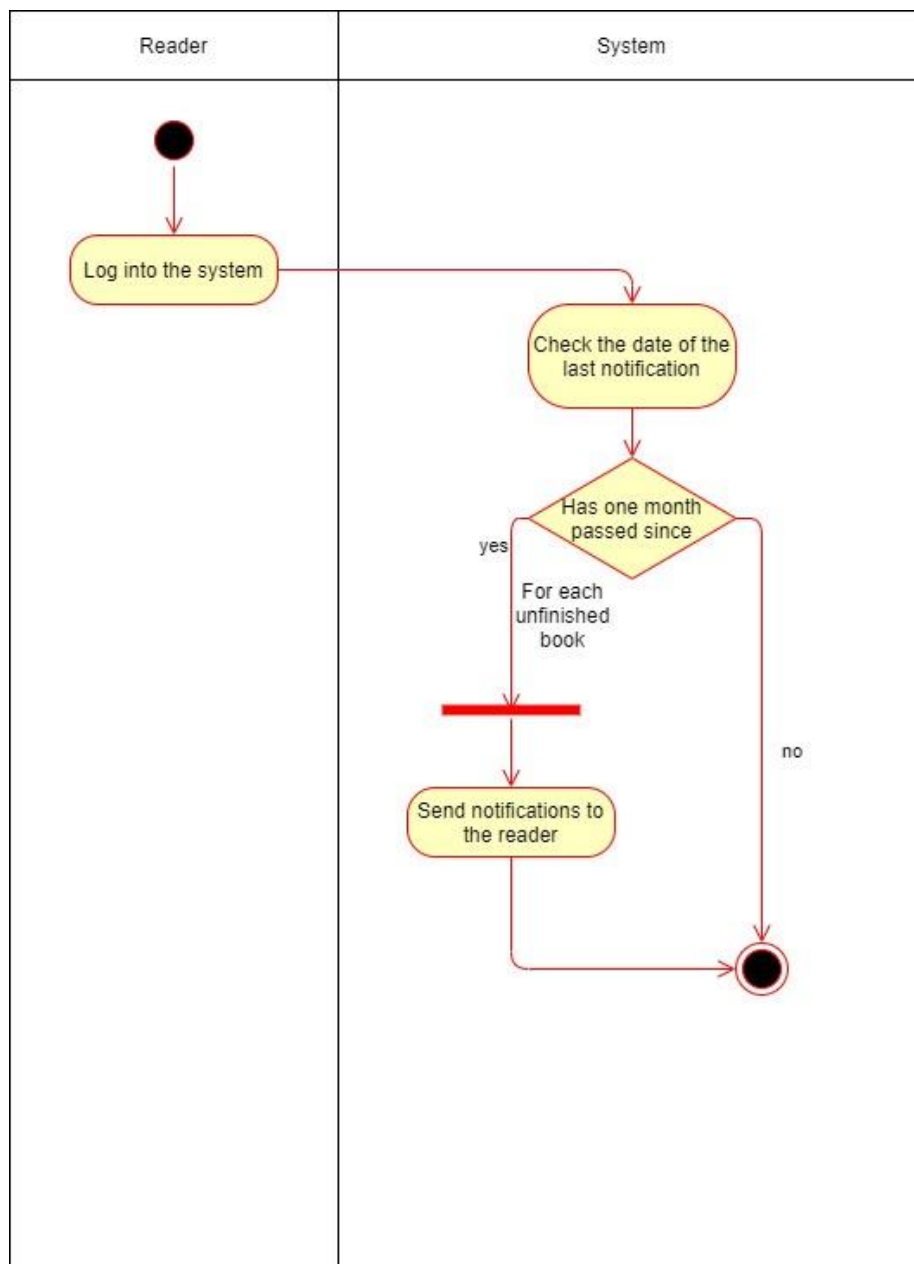 Reader
System
Log into the system
Check the date of the
last notification
Has one month
passed since
yes
For each
unfinished
book
no
Send notifications to
the reader